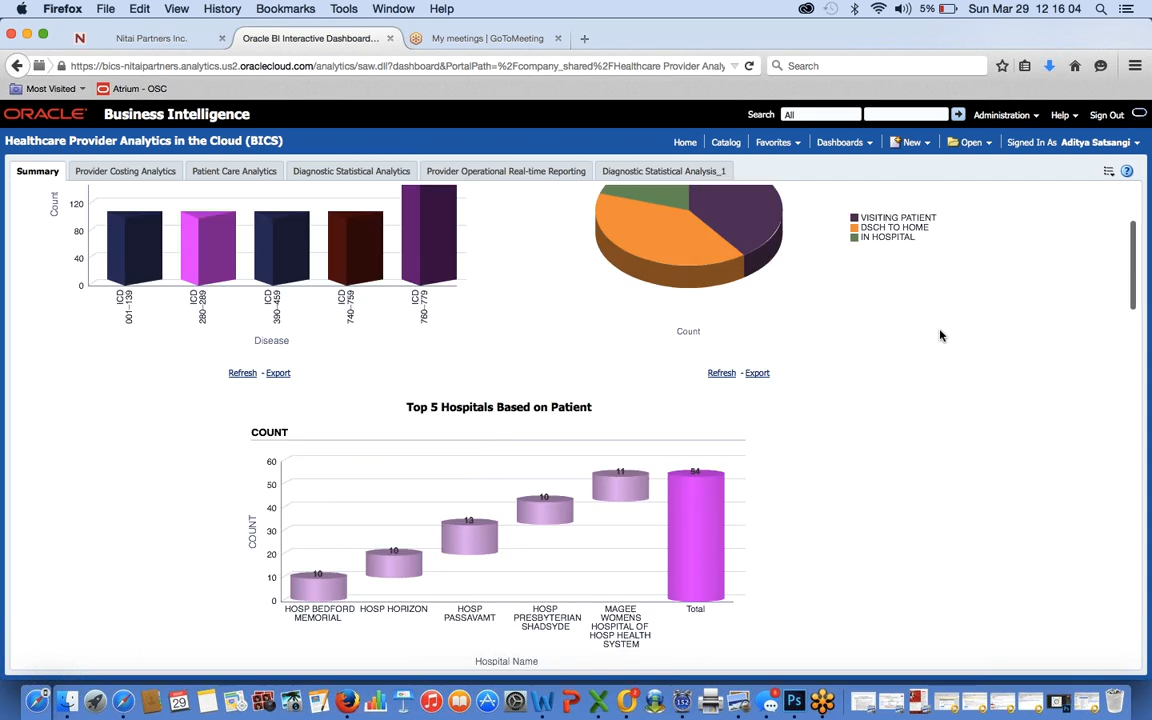 Firefox File Edit View History Bookmarks Tools Window Help 5% Sun Mar 29 12 16 04
Nitai Partners Inc. × Oracle BI Interactive Dashboard... × My meetings | GoToMeeting × +
https://bics-nitaipartners.analytics.us2.oraclecloud.com/analytics/saw.dll?dashboard&PortalPath=%2Fcompany_shared%2FHealthcare Provider Analy Search
Most Visited Atrium - OSC
ORACLE Business Intelligence Search All Administration Help Sign Out
Healthcare Provider Analytics in the Cloud (BICS) Home Catalog Favorites Dashboards New Open Signed In As Aditya Satsangi
Summary Provider Costing Analytics Patient Care Analytics Diagnostic Statistical Analytics Provider Operational Real-time Reporting Diagnostic Statistical Analysis_1
Count
120
80
40
0
ICD 001-139
ICD 280-289
ICD 390-459
ICD 740-759
ICD 760-779
Disease
Refresh - Export
VISITING PATIENT
DSCH TO HOME
IN HOSPITAL
Count
Refresh - Export
Top 5 Hospitals Based on Patient
COUNT
COUNT
60
50
40
30
20
10
0
10
10
13
10
11
54
HOSP BEDFORD MEMORIAL
HOSP HORIZON
HOSP PASSAVAMT
HOSP PRESBYTERIAN SHADSYDE
MAGEE WOMENS HOSPITAL OF HOSP HEALTH SYSTEM
Total
Hospital Name